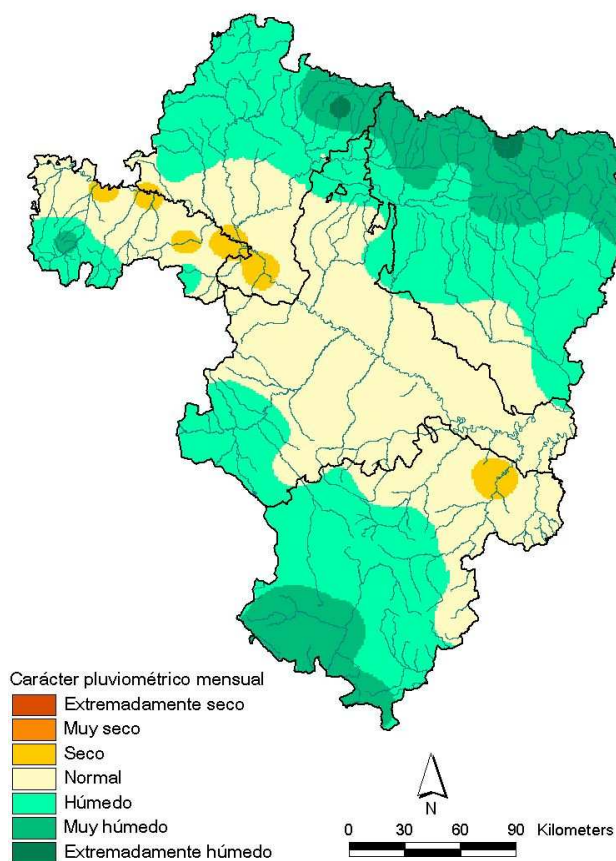 Carácter pluviométrico mensual
Extremadamente seco
Muy seco
Seco
Normal
Húmedo
Muy húmedo
Extremadamente húmedo
N
0 30 60 90 Kilometers